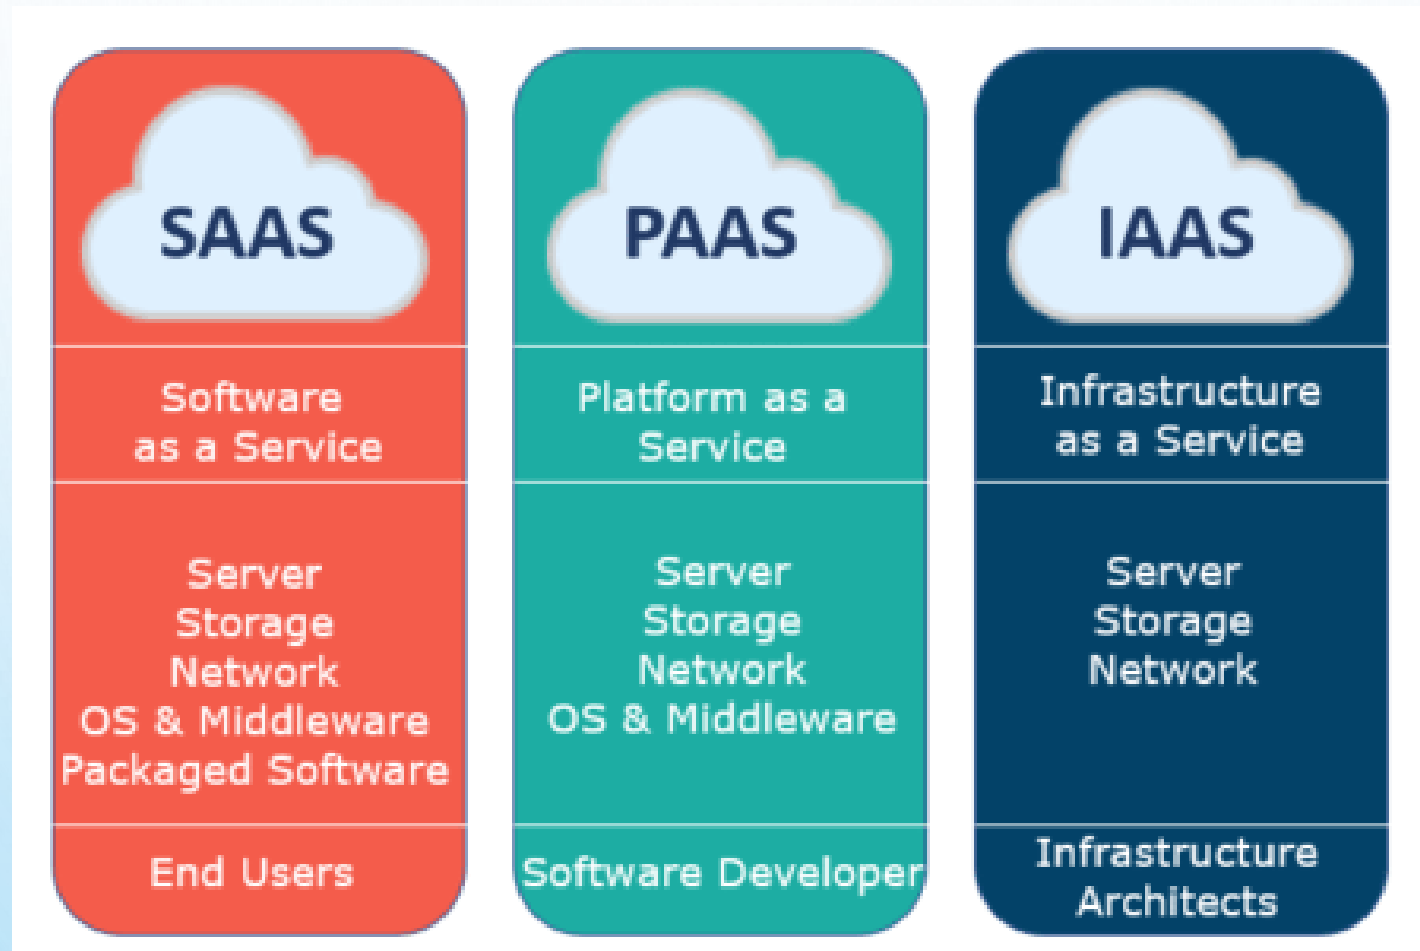 SAAS
Software
as a Service
Server
Storage
Network
OS & Middleware
Packaged Software
End Users
PAAS
Platform as a
Service
Server
Storage
Network
OS & Middleware
Software Developer
IAAS
Infrastructure
as a Service
Server
Storage
Network
Infrastructure
Architects